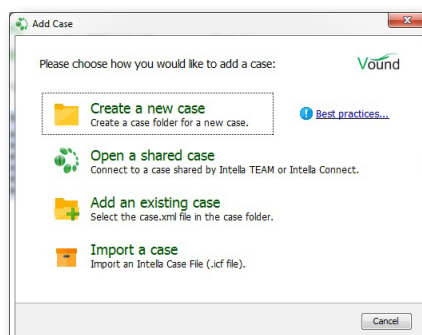 Add Case
Please choose how you would like to add a case:
Vound
Create a new case
Create a case folder for a new case.
Best practices...
Open a shared case
Connect to a case shared by Intella TEAM or Intella Connect.
Add an existing case
Select the case.xml file in the case folder.
Import a case
Import an Intella Case File (.icf file).
Cancel